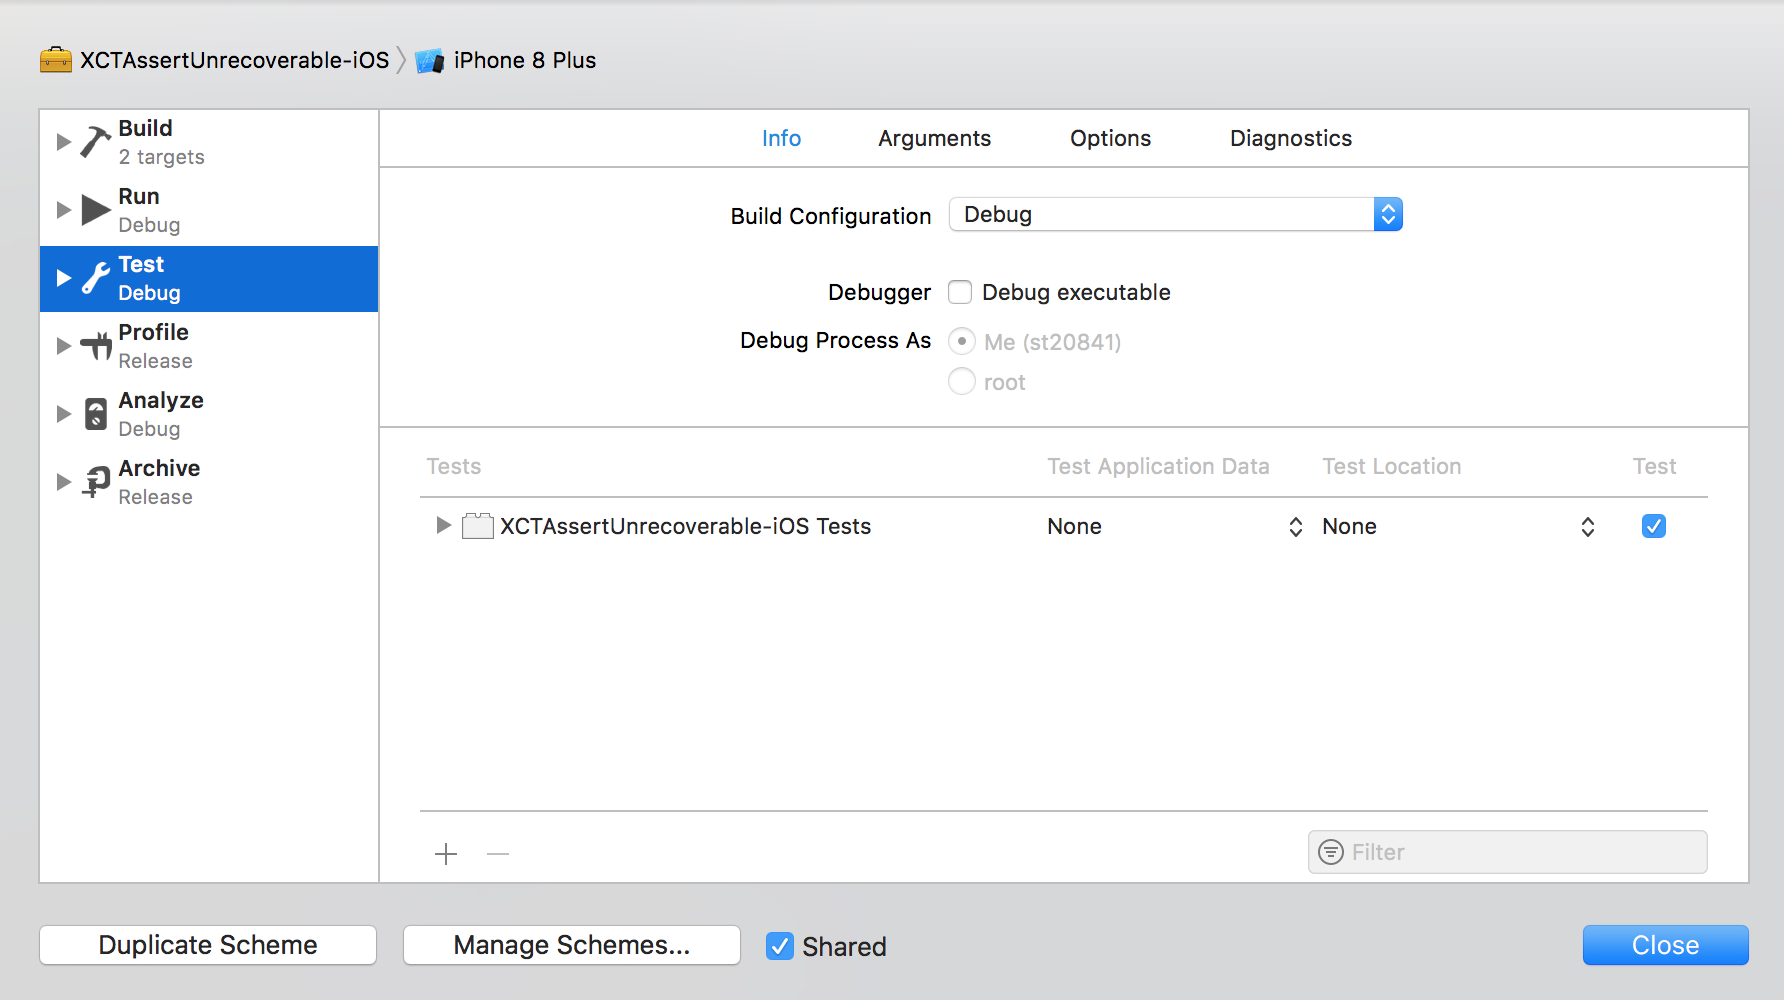 XCTAssertUnrecoverable-iOS iPhone 8 Plus
Build
2 targets
Run
Debug
Test
Debug
Profile
Release
Analyze
Debug
Archive
Release
Info Arguments Options Diagnostics
Build Configuration Debug
Debugger Debug executable
Debug Process As Me (st20841)
root
Tests Test Application Data Test Location Test
XCTAssertUnrecoverable-iOS Tests None None
Filter
Duplicate Scheme Manage Schemes... Shared Close